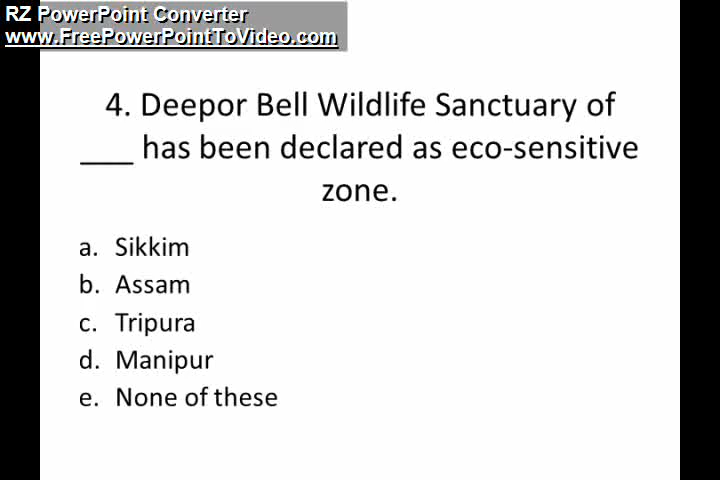 RZ PowerPoint Converter
www.FreePowerPointToVideo.com
4. Deepor Bell Wildlife Sanctuary of
___ has been declared as eco-sensitive
zone.
a. Sikkim
b. Assam
c. Tripura
d. Manipur
e. None of these